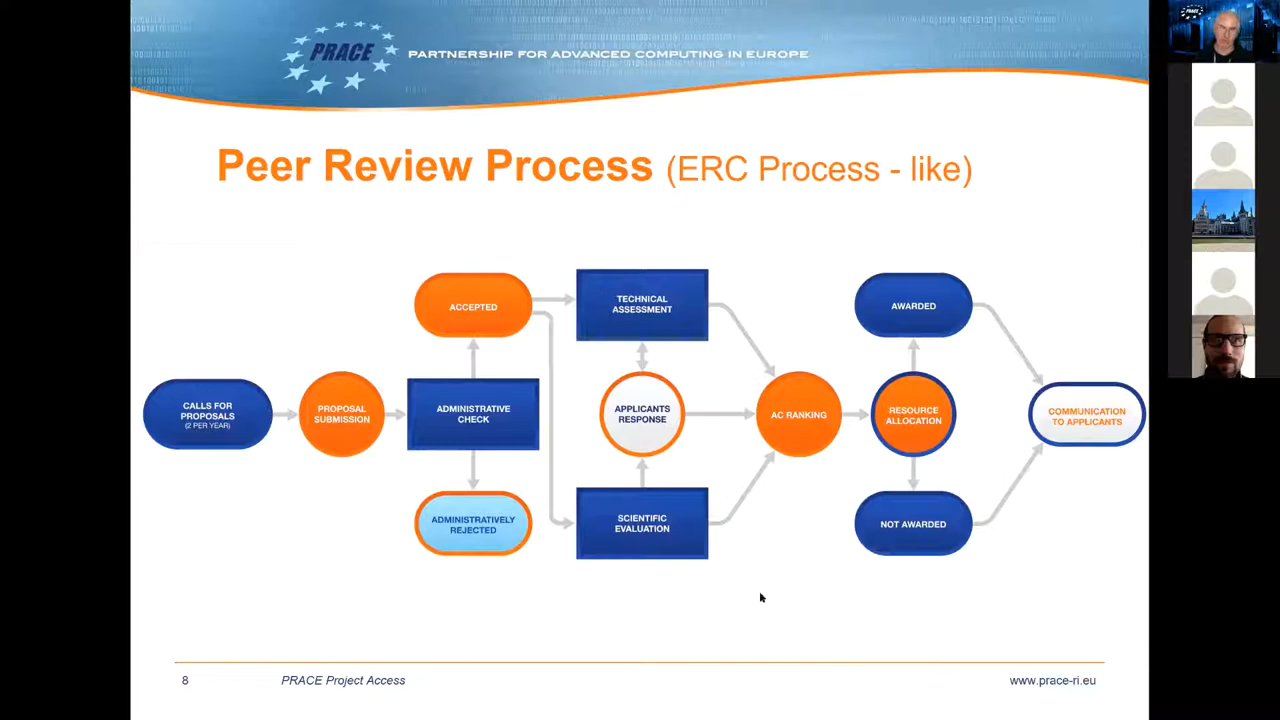 PRACE
PARTNERSHIP FOR ADVANCED COMPUTING IN EUROPE
Peer Review Process (ERC Process - like)
CALLS FOR
PROPOSALS
(2 PER YEAR)
PROPOSAL
SUBMISSION
ADMINISTRATIVE
CHECK
ACCEPTED
ADMINISTRATIVELY
REJECTED
TECHNICAL
ASSESSMENT
APPLICANTS
RESPONSE
SCIENTIFIC
EVALUATION
AC RANKING
RESOURCE
ALLOCATION
AWARDED
NOT AWARDED
COMMUNICATION
TO APPLICANTS
8
PRACE Project Access
www.prace-ri.eu
PRACE